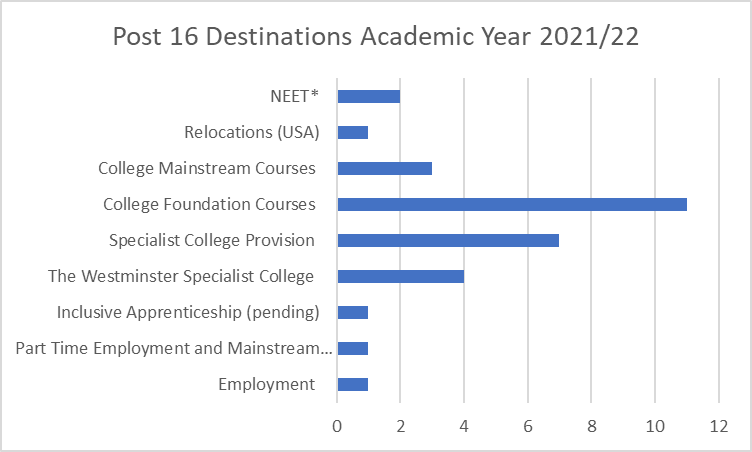 Post 16 Destinations Academic Year 2021/22
NEET*
Relocations (USA)
College Mainstream Courses
College Foundation Courses
Specialist College Provision
The Westminster Specialist College
Inclusive Apprenticeship (pending)
Part Time Employment and Mainstream...
Employment
0 2 4 6 8 10 12